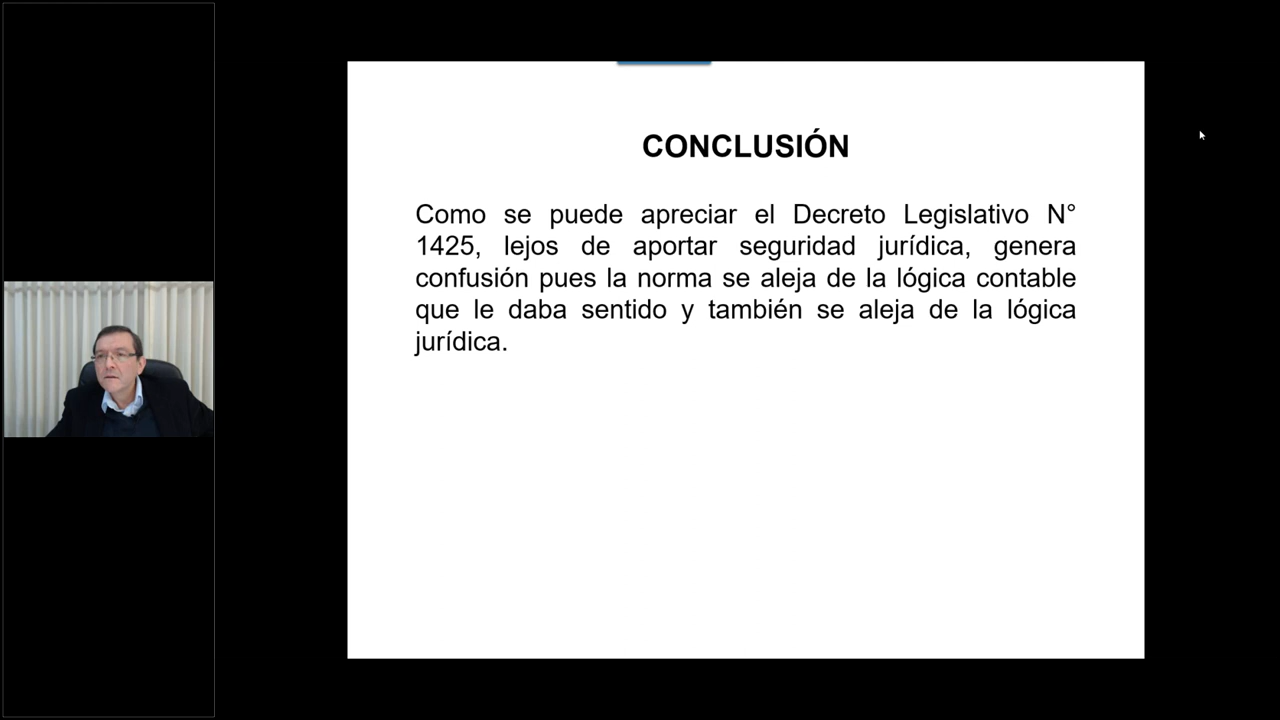 CONCLUSIÓN
Como se puede apreciar el Decreto Legislativo N°
1425, lejos de aportar seguridad jurídica, genera
confusión pues la norma se aleja de la lógica contable
que le daba sentido y también se aleja de la lógica
jurídica.